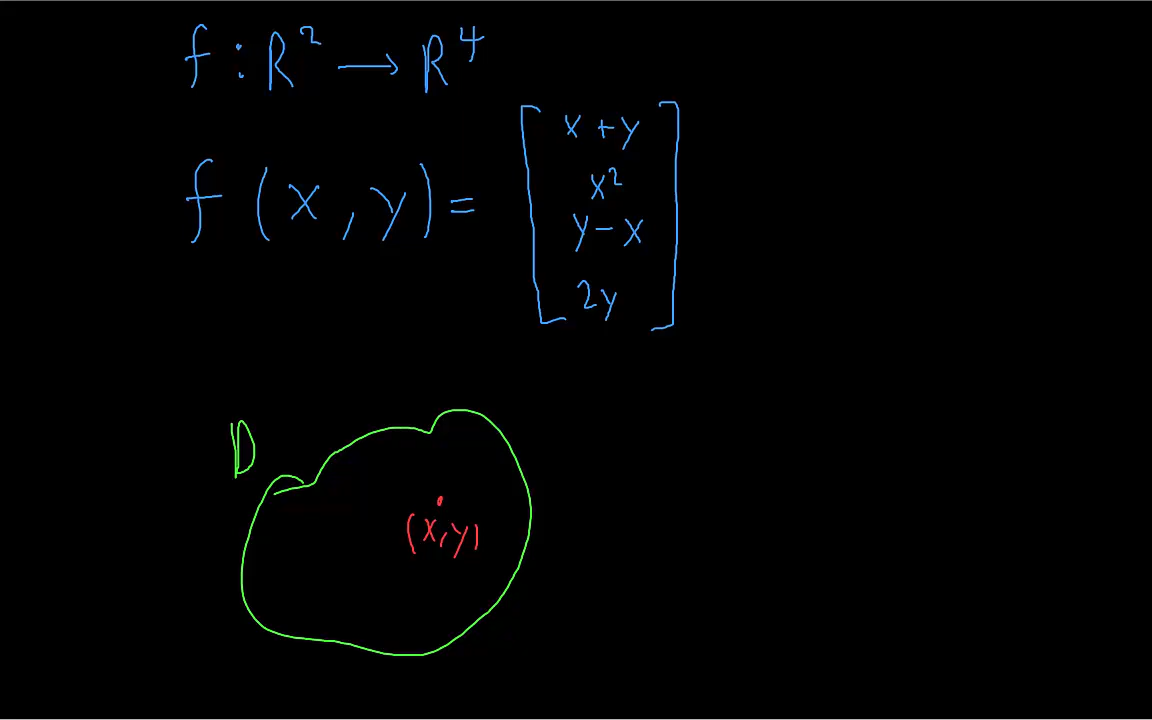 f : R² → R⁴
f (x, y) = [ x + y
x²
y - x
2y ]
D
(x, y)